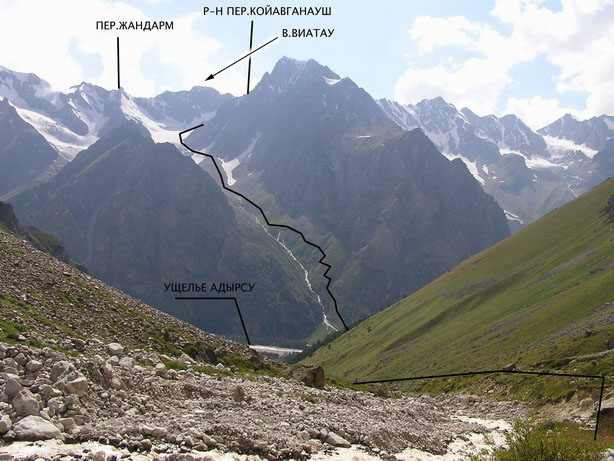 Р-Н ПЕР.КОЙАВГАНАУШ
ПЕР.ЖАНДАРМ
В.ВИАТАУ
УЩЕЛЬЕ АДЫРСУ